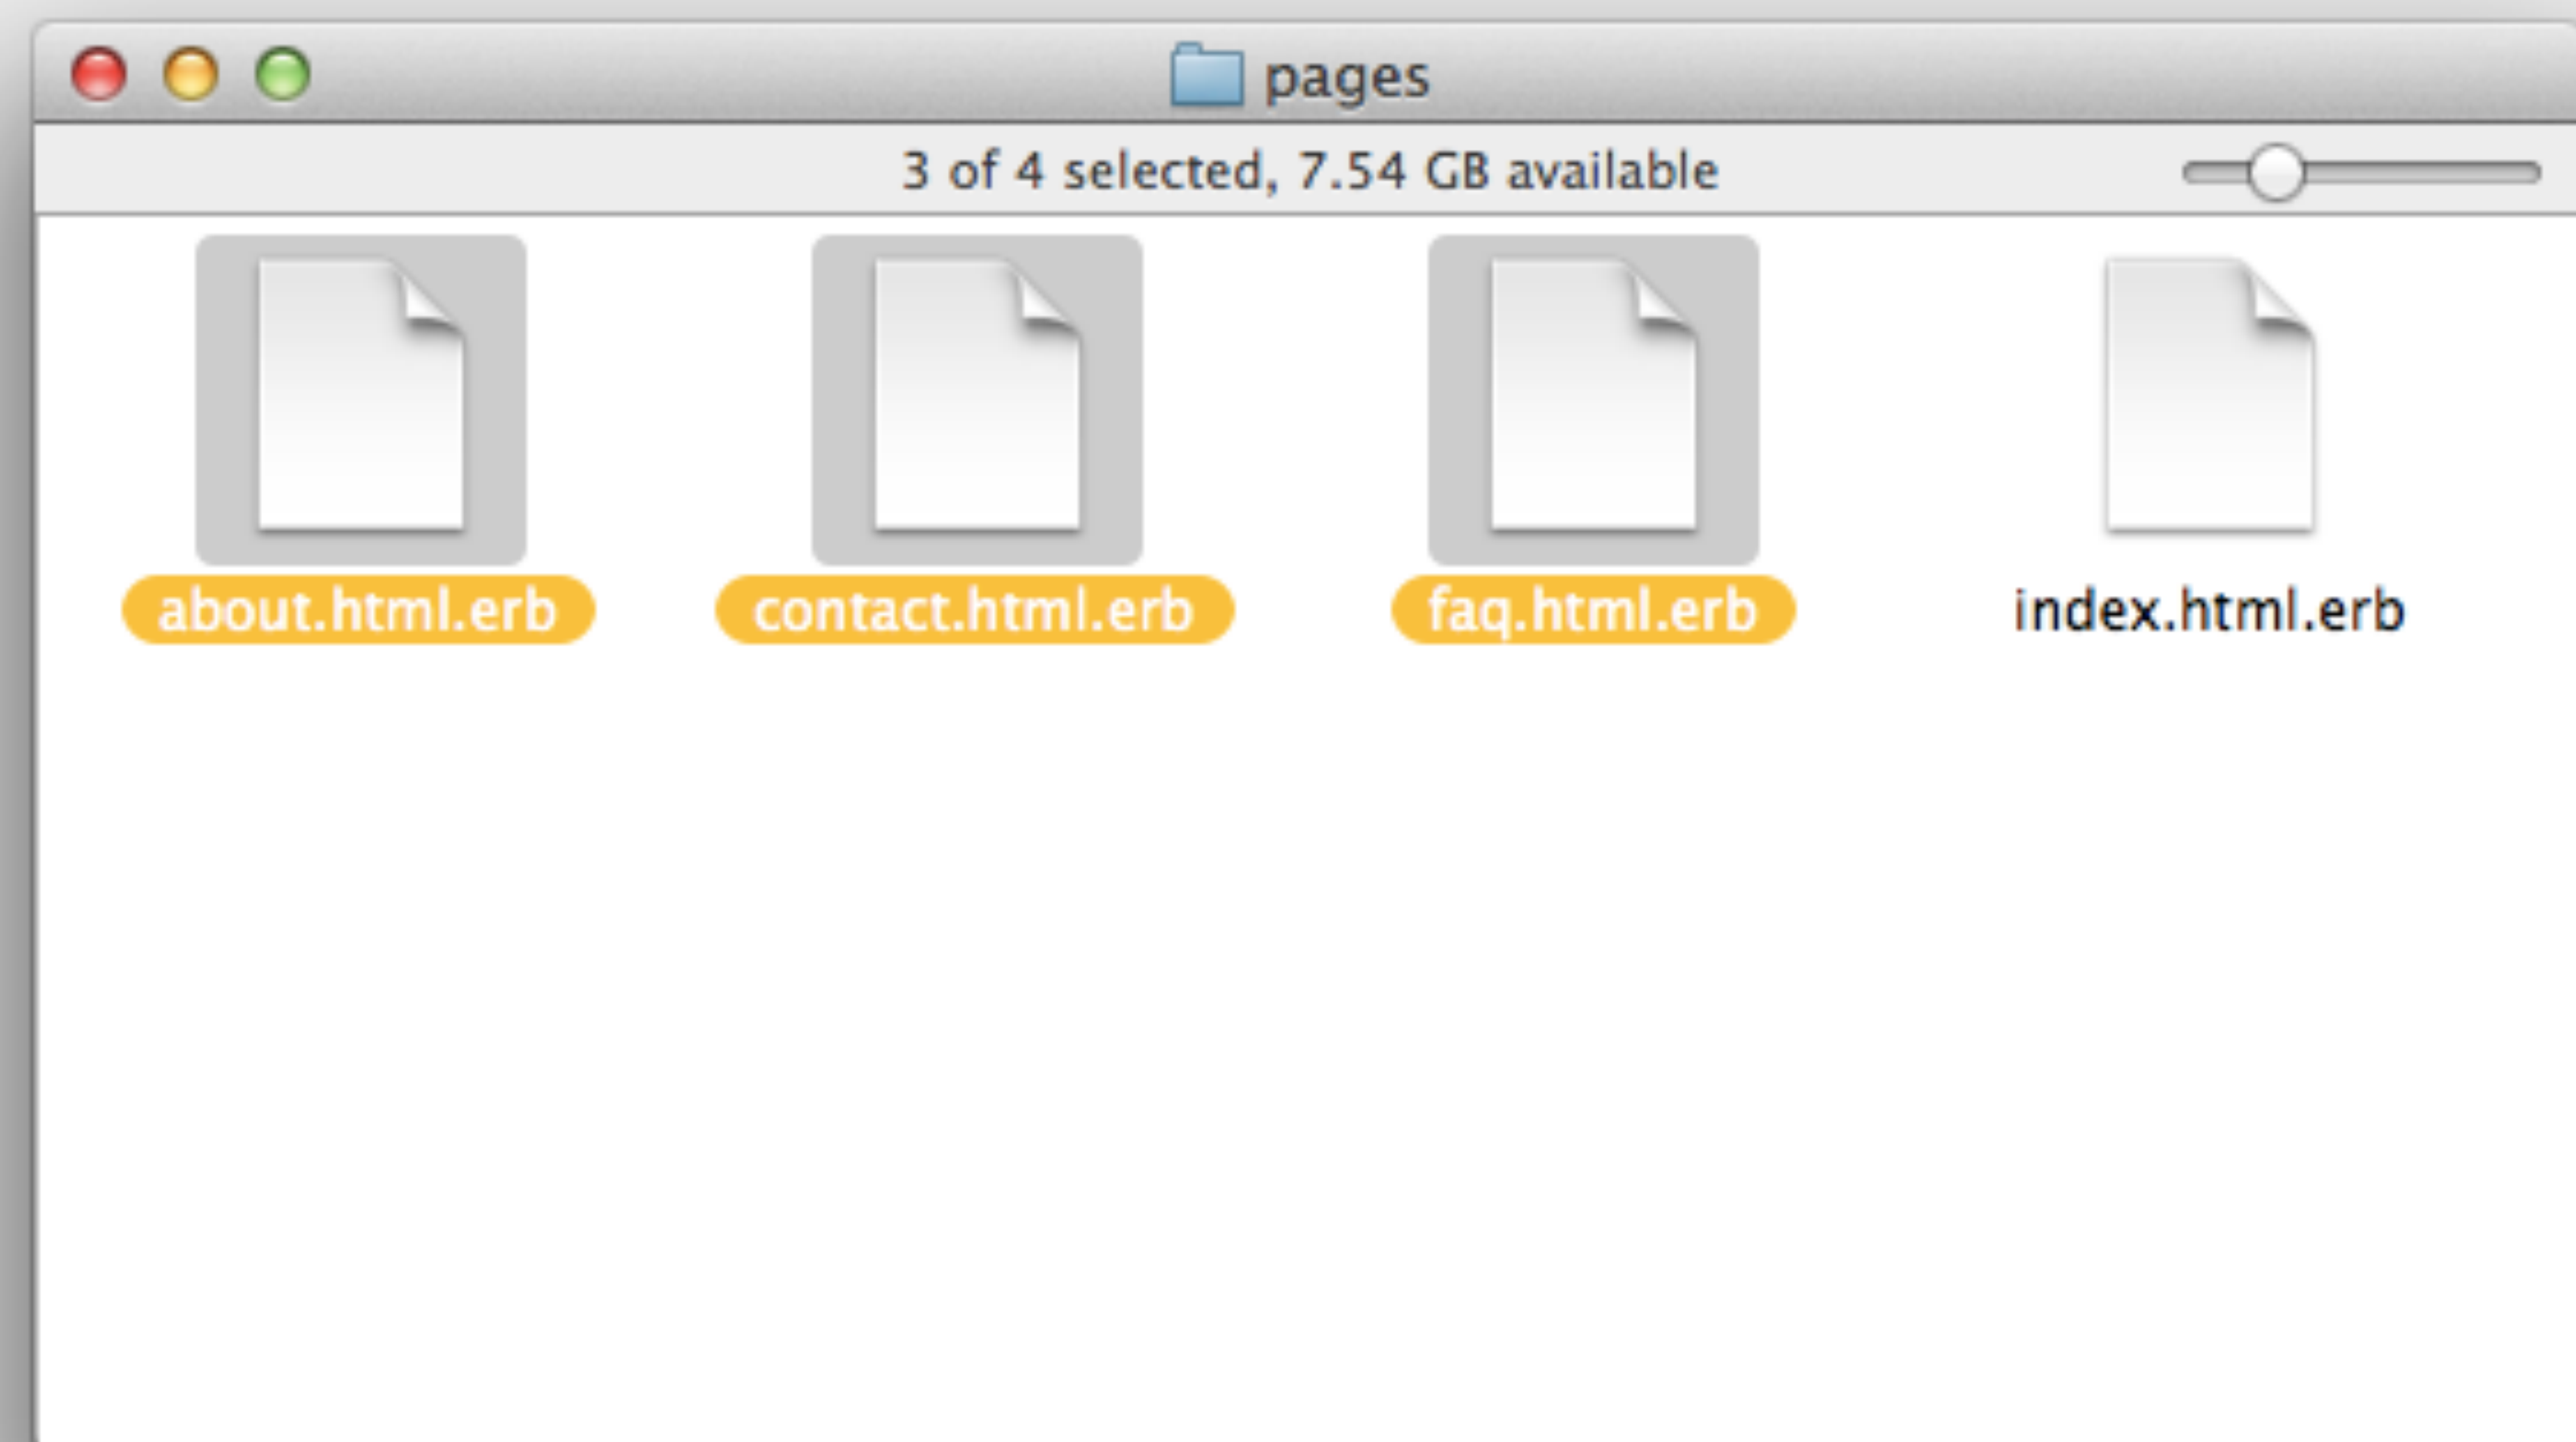 pages
3 of 4 selected, 7.54 GB available
about.html.erb contact.html.erb faq.html.erb index.html.erb